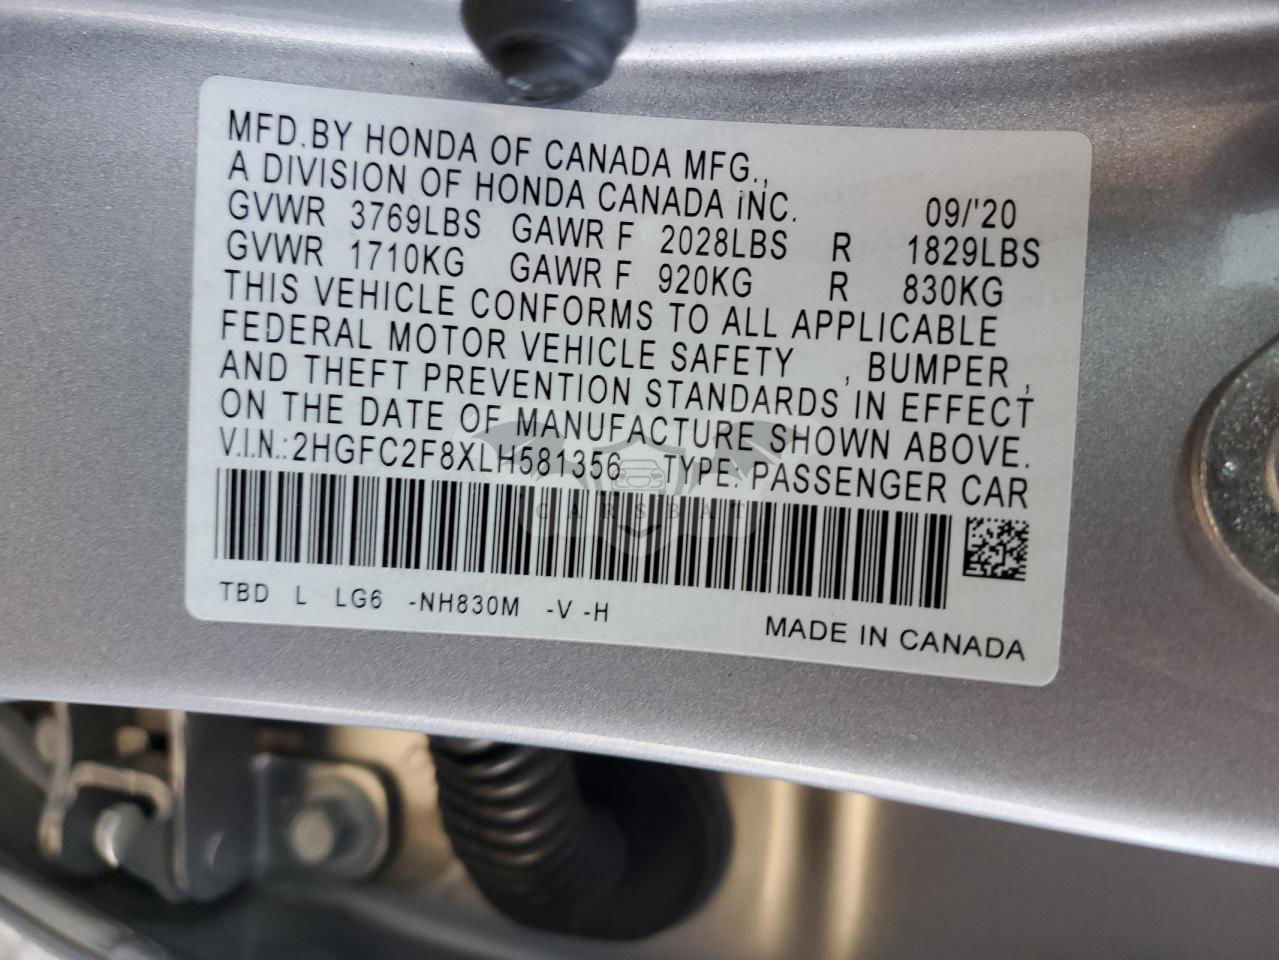 MFD.BY HONDA OF CANADA MFG.,
A DIVISION OF HONDA CANADA INC. 09/'20
GVWR 3769LBS GAWR F 2028LBS R 1829LBS
GVWR 1710KG GAWR F 920KG R 830KG
THIS VEHICLE CONFORMS TO ALL APPLICABLE
FEDERAL MOTOR VEHICLE SAFETY , BUMPER ,
AND THEFT PREVENTION STANDARDS IN EFFECT
ON THE DATE OF MANUFACTURE SHOWN ABOVE.
V.I.N.:2HGFC2F8XLH581356 TYPE: PASSENGER CAR
CARSBAT
TBD L LG6 -NH830M -V -H
MADE IN CANADA